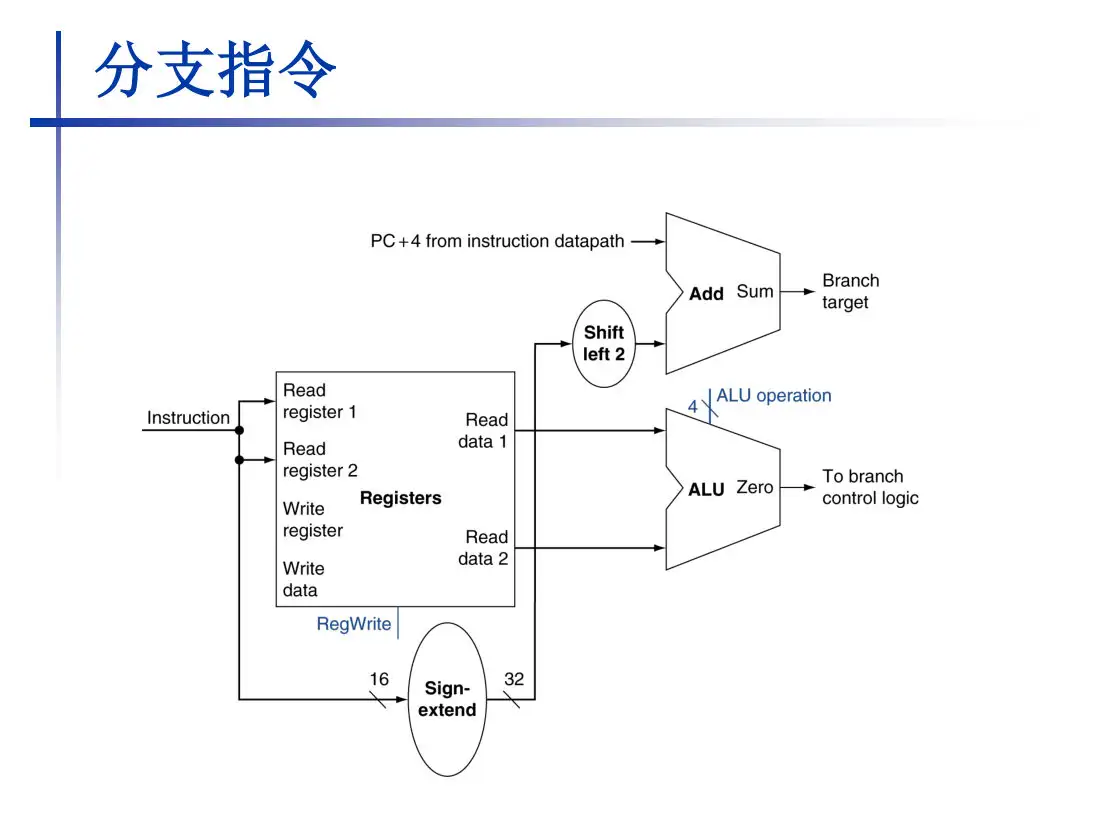 分支指令
PC+4 from instruction datapath
Add Sum
Branch
target
Shift
left 2
ALU operation
4
Instruction
Read
register 1
Read
register 2
Write
register
Write
data
Registers
Read
data 1
Read
data 2
ALU Zero
To branch
control logic
RegWrite
16
Sign-
extend
32